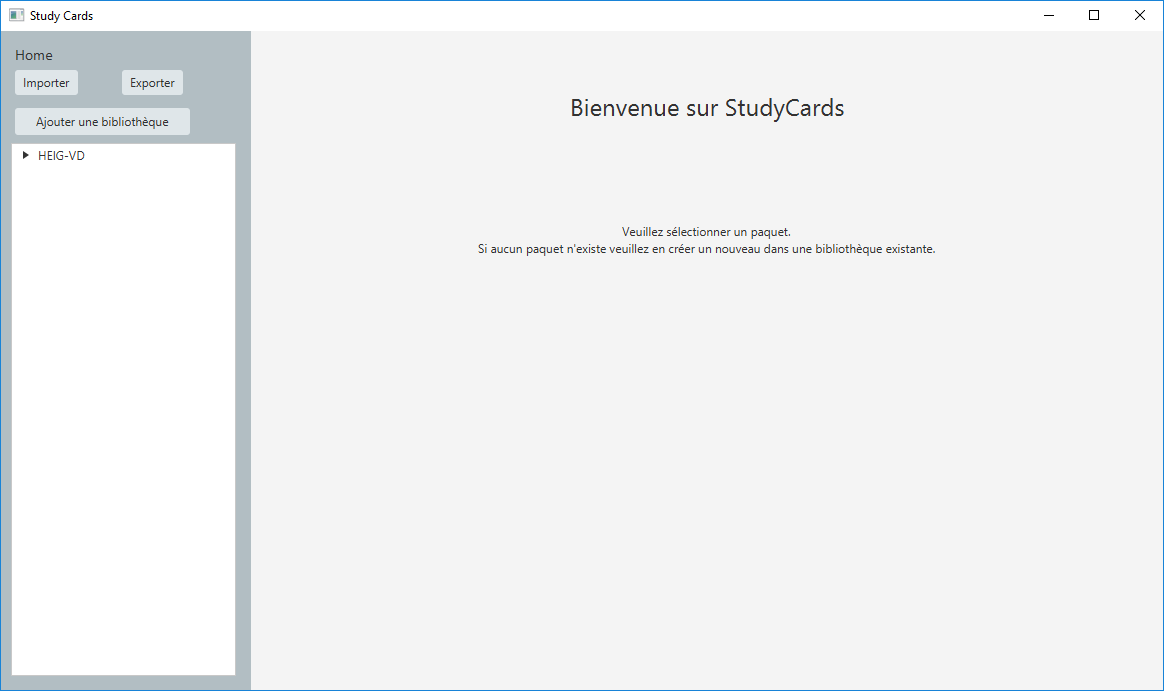 Study Cards
Home
Importer
Exporter
Ajouter une bibliothèque
HEIG-VD
Bienvenue sur StudyCards
Veuillez sélectionner un paquet.
Si aucun paquet n'existe veuillez en créer un nouveau dans une bibliothèque existante.